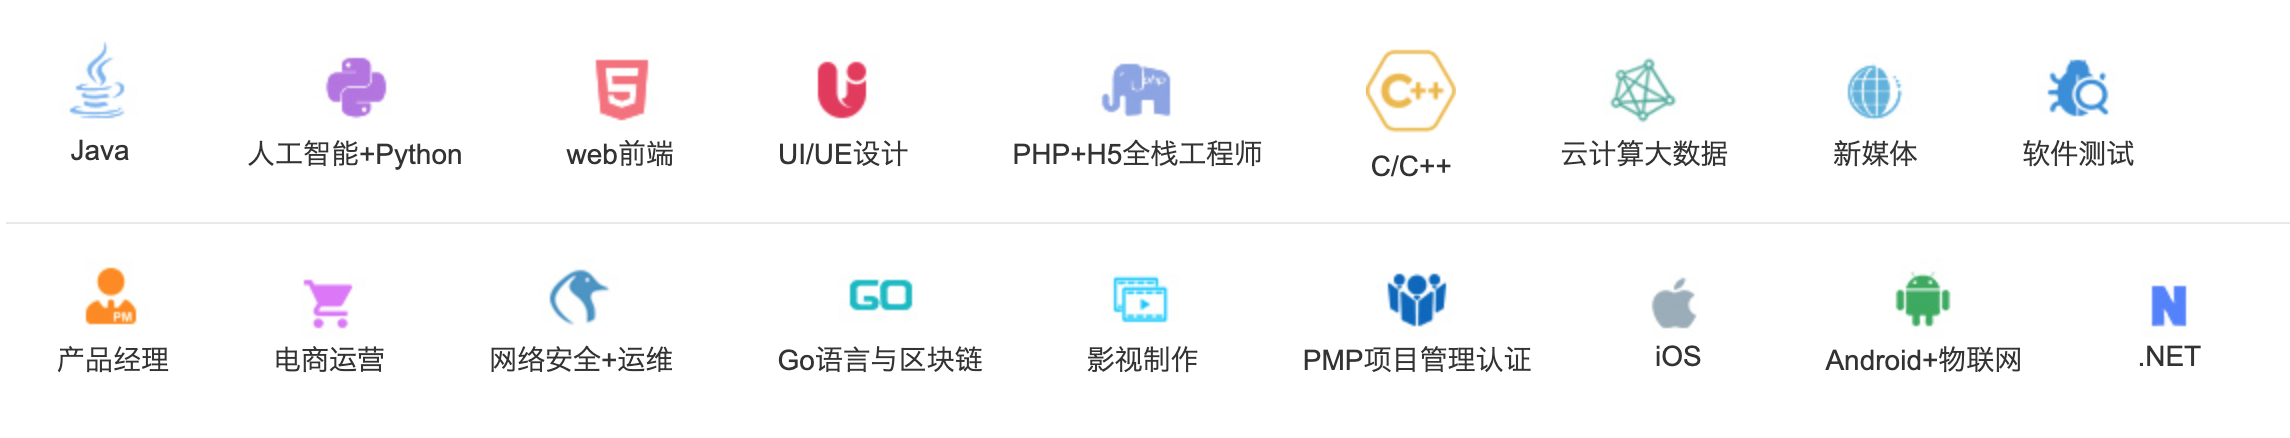 Java
人工智能+Python
web前端
UI/UE设计
php
PHP+H5全栈工程师
C++
C/C++
云计算大数据
新媒体
软件测试
PM
产品经理
电商运营
网络安全+运维
GO
Go语言与区块链
影视制作
PMP项目管理认证
iOS
Android+物联网
N
.NET